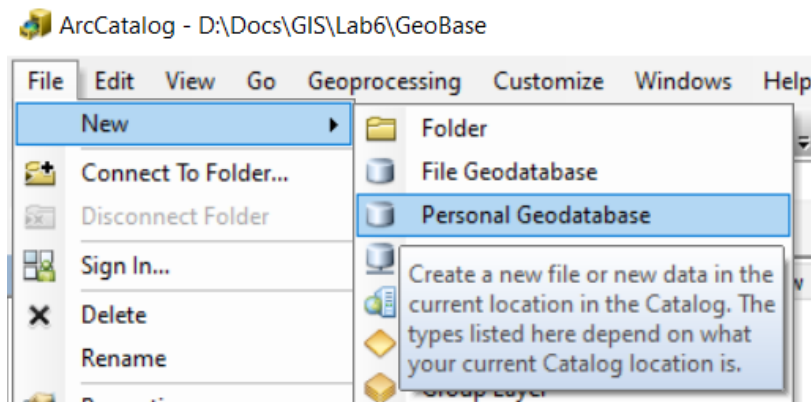 ArcCatalog - D:\Docs\GIS\Lab6\GeoBase
File Edit View Go Geoprocessing Customize Windows Help
New
Folder
Connect To Folder...
File Geodatabase
Disconnect Folder
Personal Geodatabase
Sign In...
Create a new file or new data in the
current location in the Catalog. The
types listed here depend on what
your current Catalog location is.
Delete
Rename